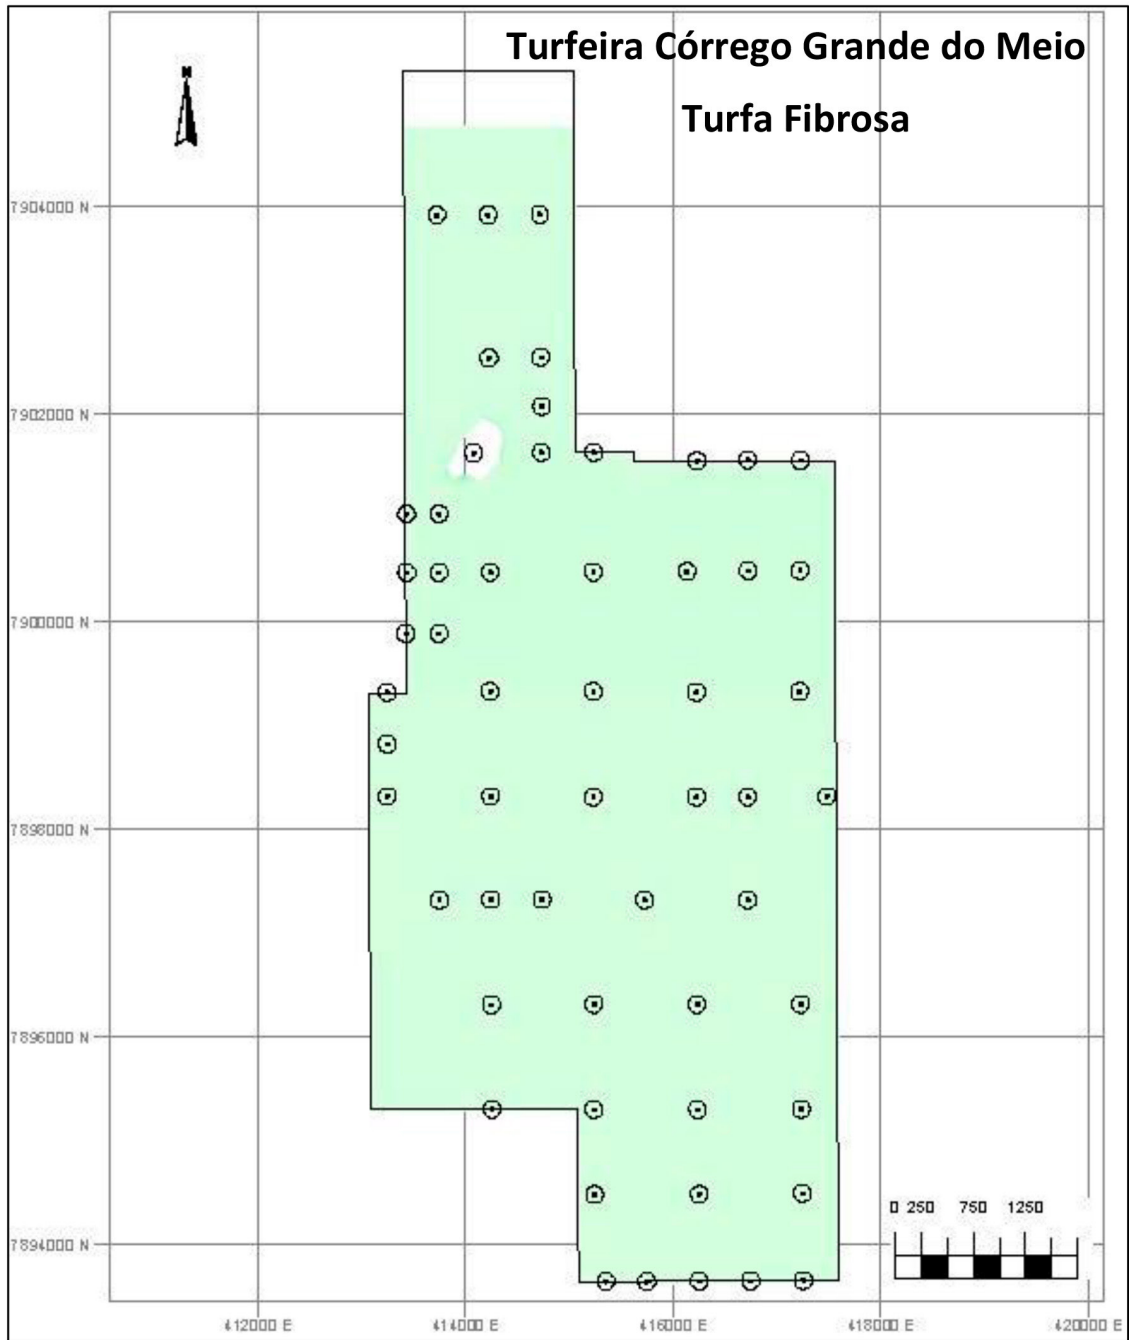 Turfeira Córrego Grande do Meio
Turfa Fibrosa
N
7904000 N
7902000 N
7900000 N
7898000 N
7896000 N
7894000 N
0 250 750 1250
412000 E 414000 E 416000 E 418000 E 420000 E